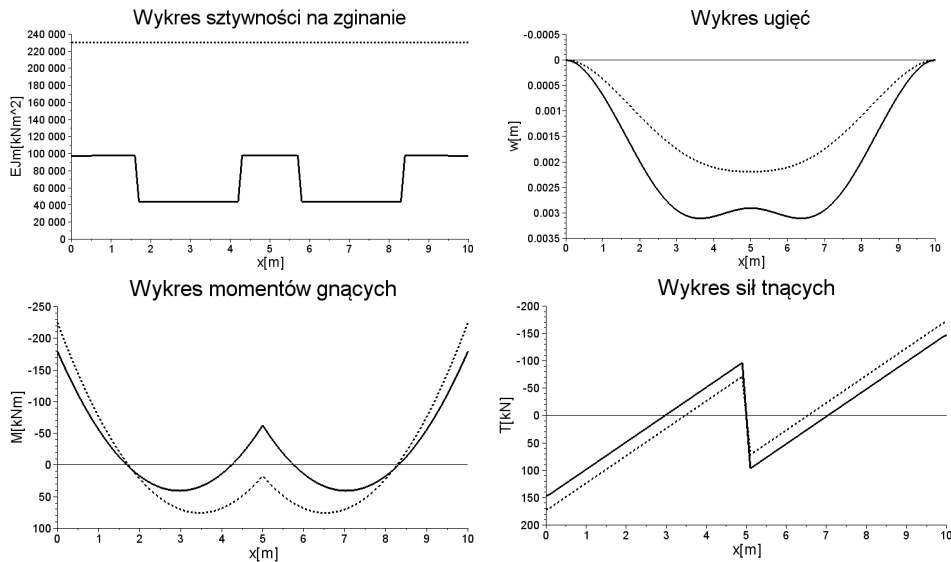 Wykres sztywności na zginanie
240 000
220 000
200 000
180 000
160 000
140 000
120 000
100 000
80 000
60 000
40 000
20 000
0
EJm[kNm^2]
0 1 2 3 4 5 6 7 8 9 10
x[m]
Wykres ugięć
-0.0005
0
0.0005
0.001
0.0015
0.002
0.0025
0.003
0.0035
w[m]
0 1 2 3 4 5 6 7 8 9 10
x[m]
Wykres momentów gnących
-250
-200
-150
-100
-50
0
50
100
M[kNm]
0 1 2 3 4 5 6 7 8 9 10
x[m]
Wykres sił tnących
-200
-150
-100
-50
0
50
100
150
200
T[kN]
0 1 2 3 4 5 6 7 8 9 10
x[m]